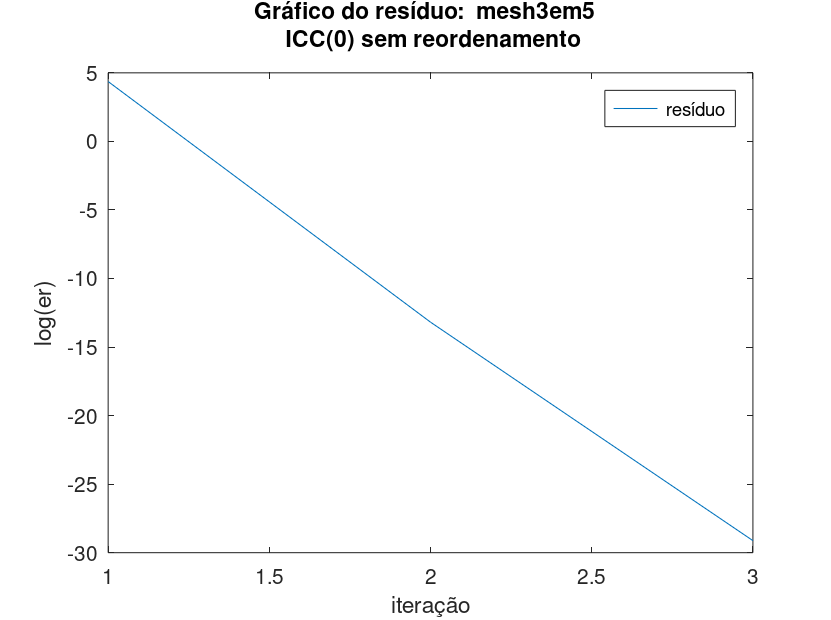 Gráfico do resíduo:  mesh3em5
ICC(0) sem reordenamento
resíduo
log(er)
5
0
-5
-10
-15
-20
-25
-30
1
1.5
2
2.5
3
iteração